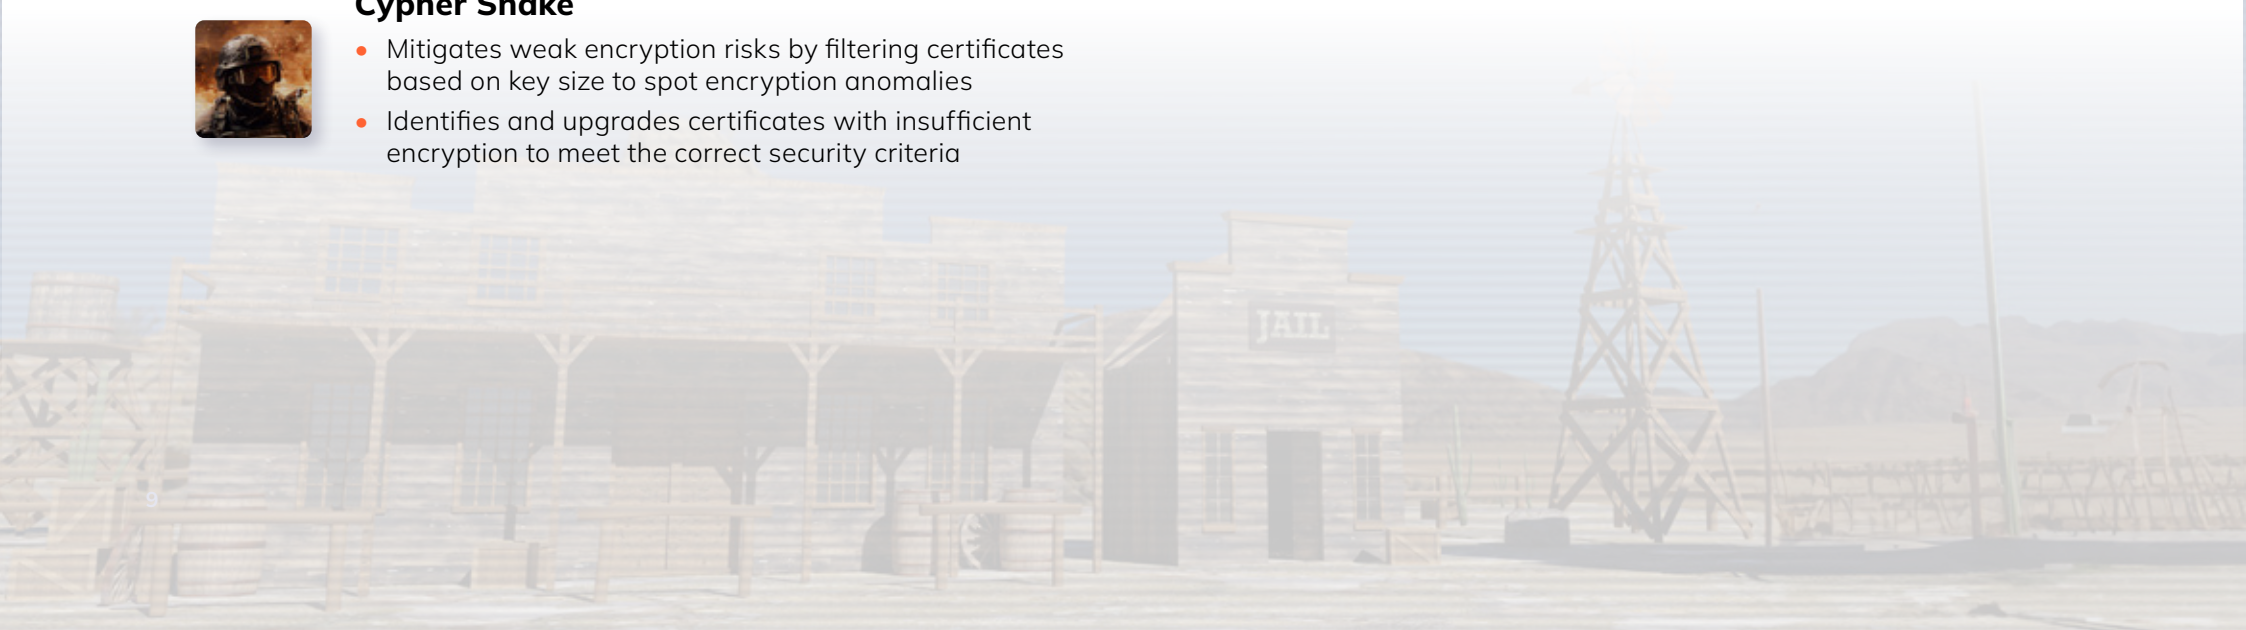 Cypher Snake
Mitigates weak encryption risks by filtering certificates
based on key size to spot encryption anomalies
Identifies and upgrades certificates with insufficient
encryption to meet the correct security criteria
JAIL
9